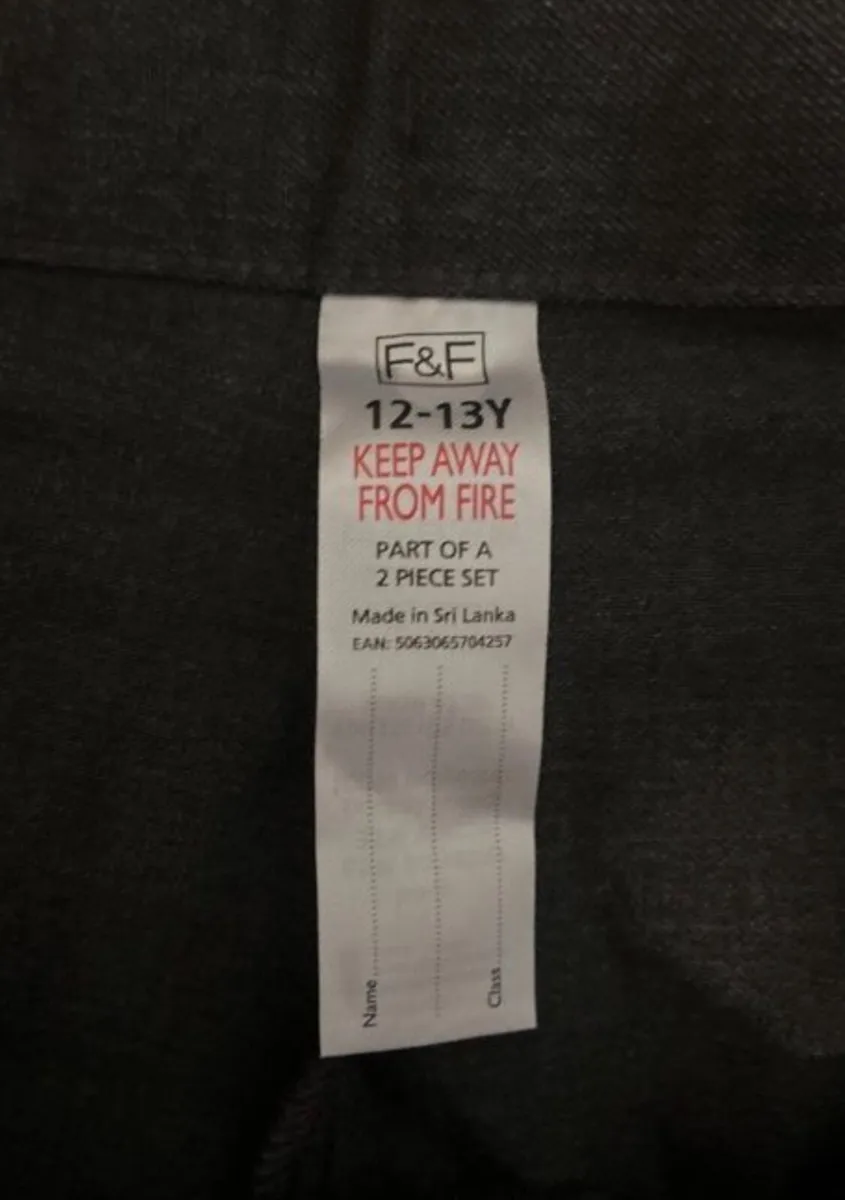 F&F
12-13Y
KEEP AWAY
FROM FIRE
PART OF A
2 PIECE SET
Made in Sri Lanka
EAN: 5063065704257
Name
Class